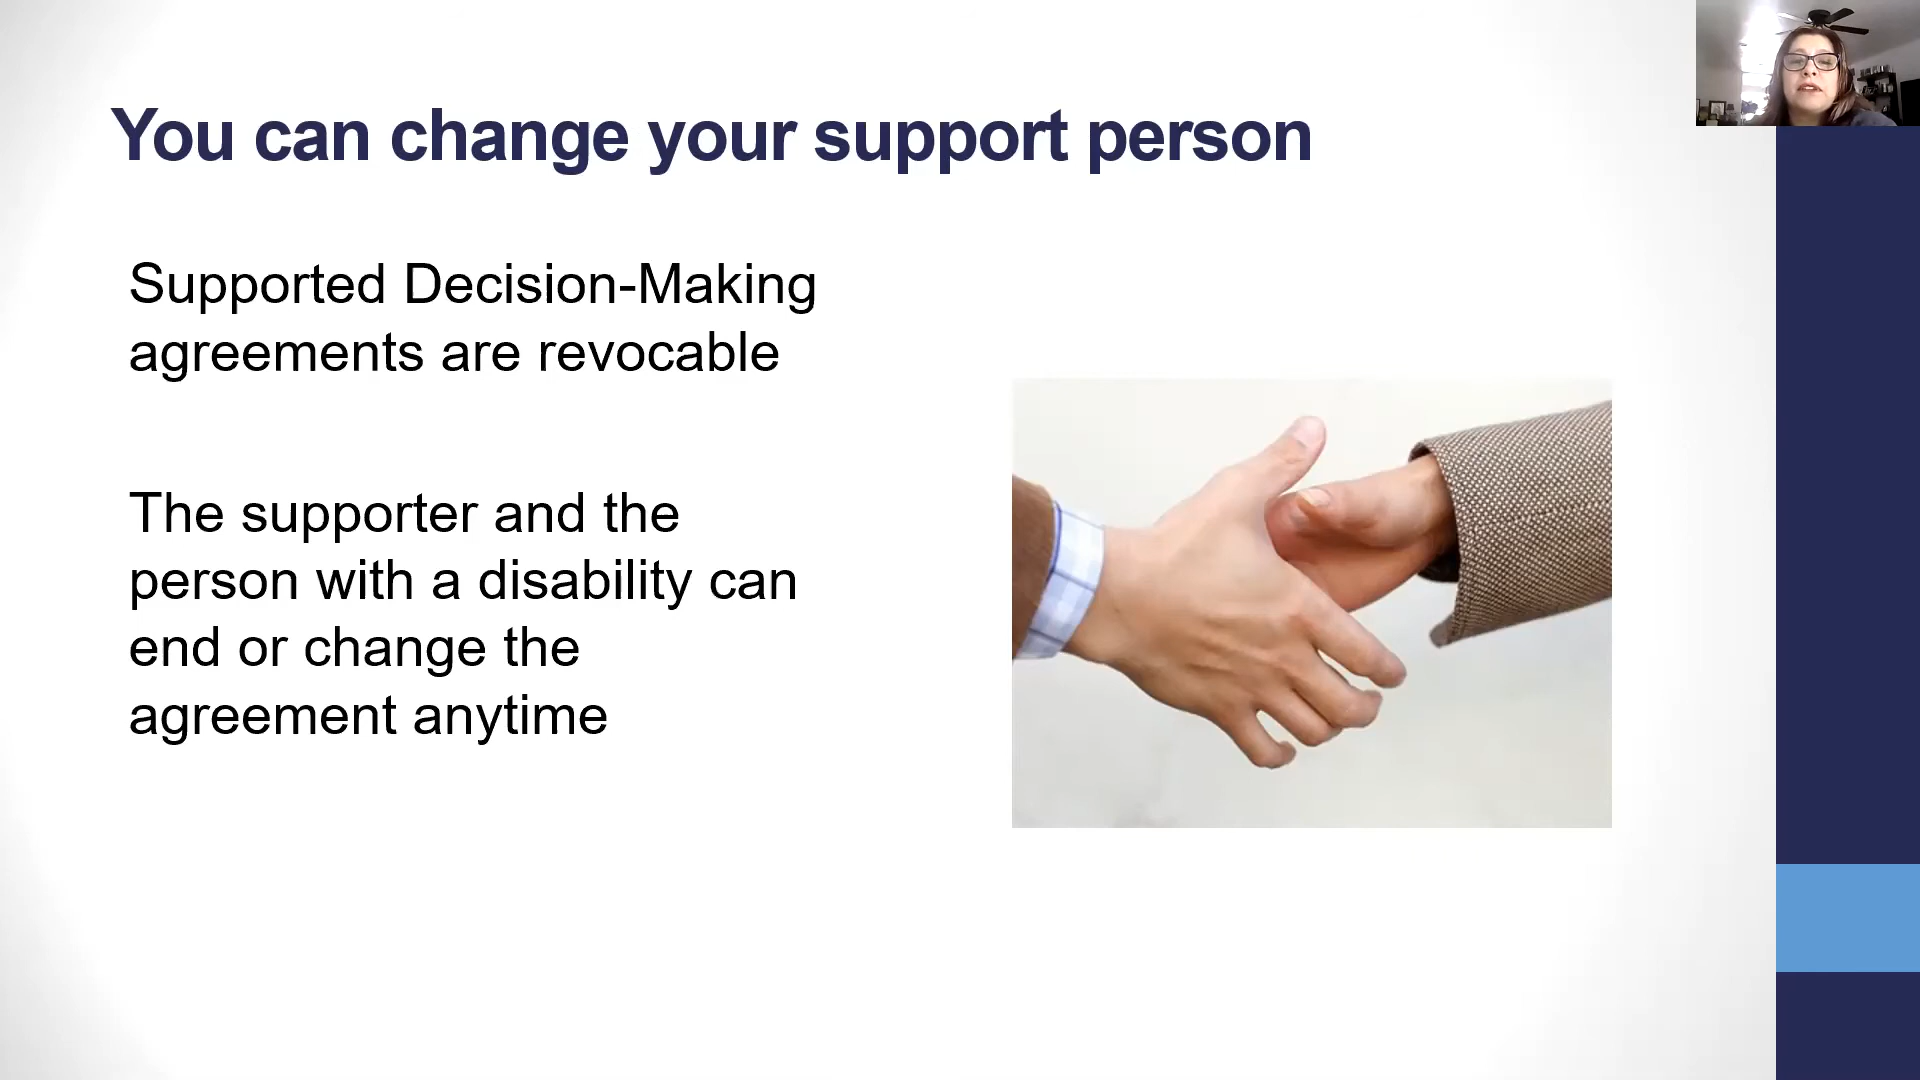 You can change your support person
Supported Decision-Making
agreements are revocable
The supporter and the
person with a disability can
end or change the
agreement anytime